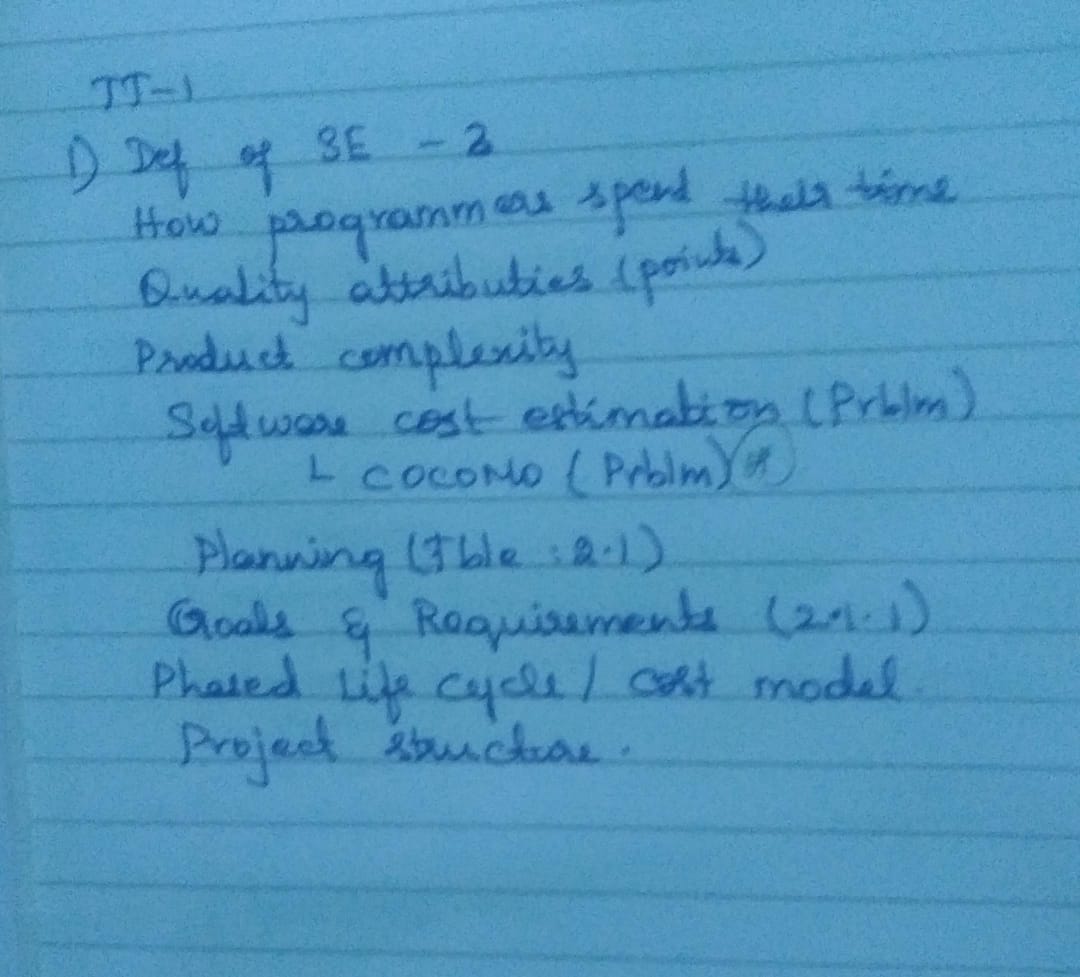 TT-1
1) Def of SE - 2
How programmers spend their time
Quality attributies (points)
Product complexity
Software cost estimation (Prblm)
L COCOMO (Prblm) *
Planning (Tble : 2.1)
Goals & Requirements (2.1.1)
Phased Life Cycle / cost model.
Project structure.